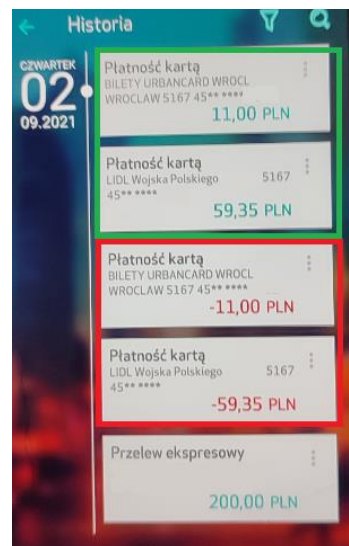 Historia
CZWARTEK
02
09.2021
Płatność kartą
BILETY URBANCARD WROCL
WROCLAW 5167 45** ****
11,00 PLN
Płatność kartą
LIDL Wojska Polskiego 5167
45** ****
59,35 PLN
Płatność kartą
BILETY URBANCARD WROCL
WROCLAW 5167 45** ****
-11,00 PLN
Płatność kartą
LIDL Wojska Polskiego 5167
45** ****
-59,35 PLN
Przelew ekspresowy
200,00 PLN